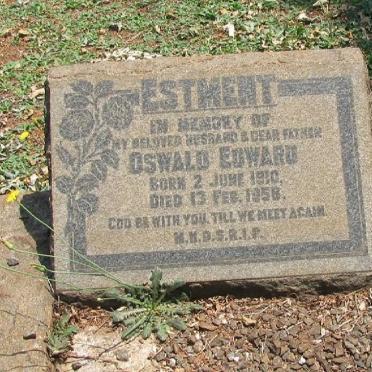 ESTMENT
IN MEMORY OF
MY BELOVED HUSBAND & DEAR FATHER
OSWALD EDWARD
BORN 2 JUNE 1910.
DIED 13 FEB. 1958.
GOD BE WITH YOU, TILL WE MEET AGAIN
M.H.D.S.R.I.P.